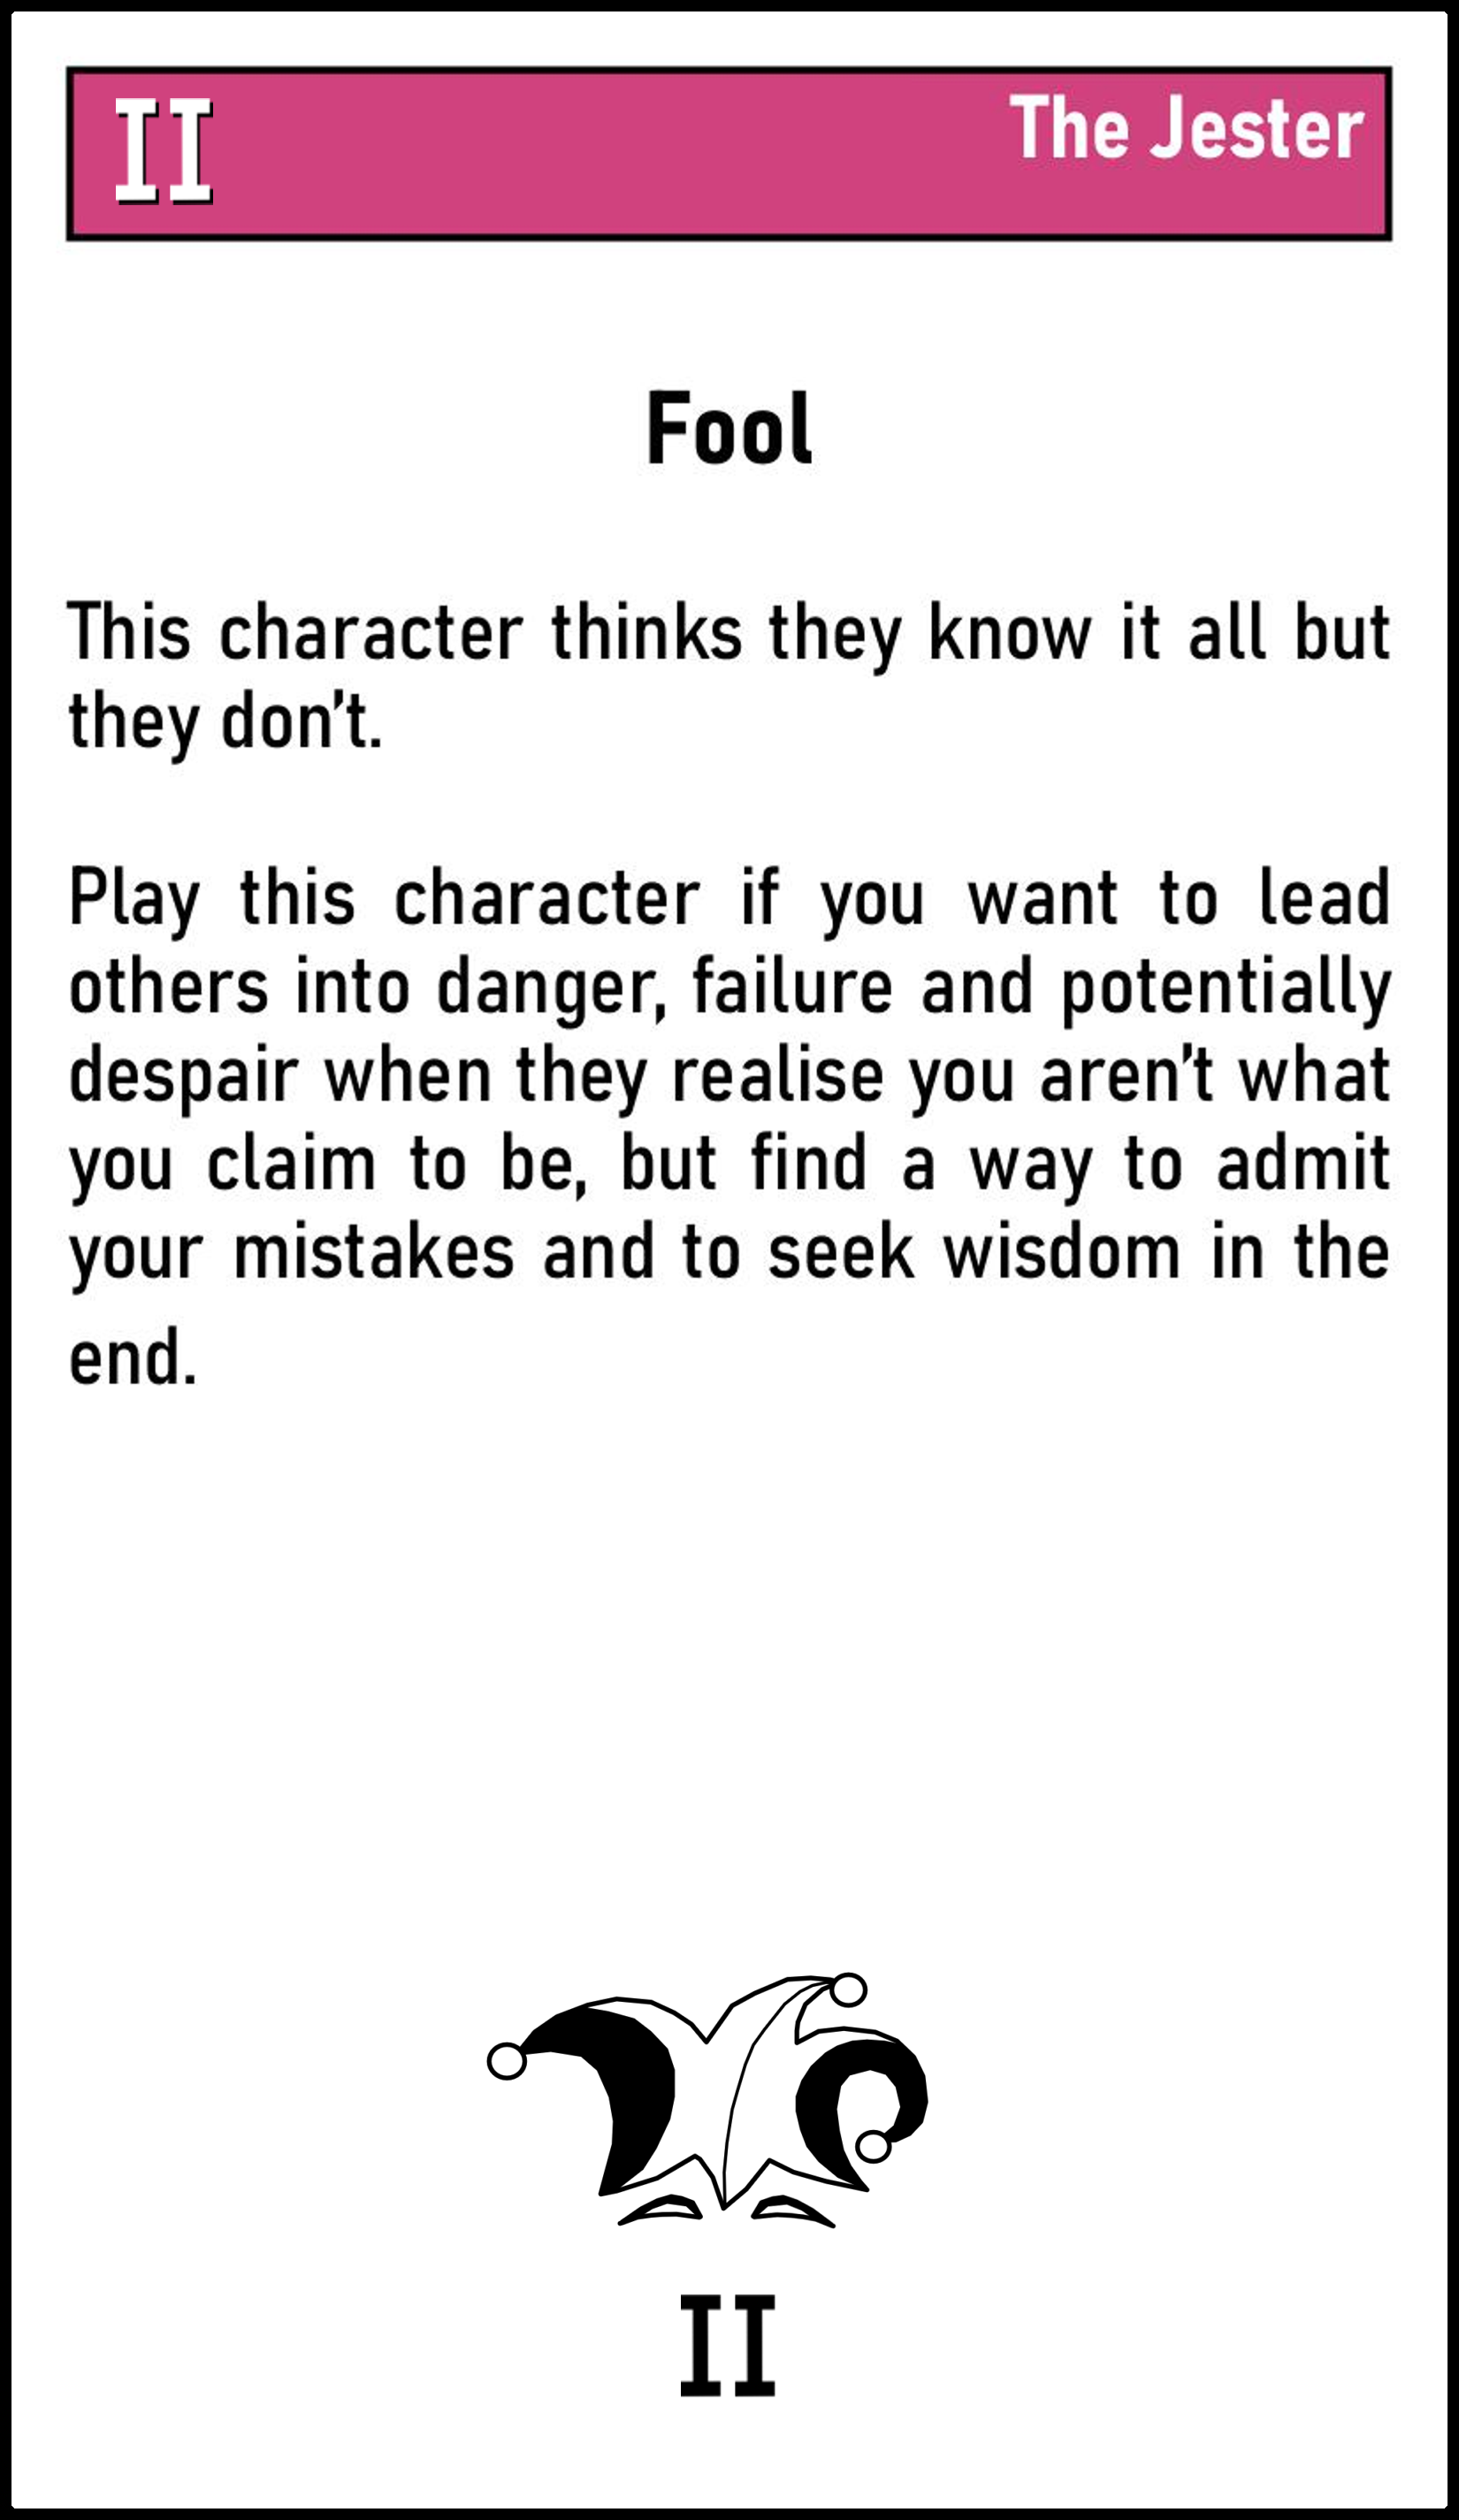 II
The Jester
Fool
This character thinks they know it all but
they don’t.
Play this character if you want to lead
others into danger, failure and potentially
despair when they realise you aren’t what
you claim to be, but find a way to admit
your mistakes and to seek wisdom in the
end.
II